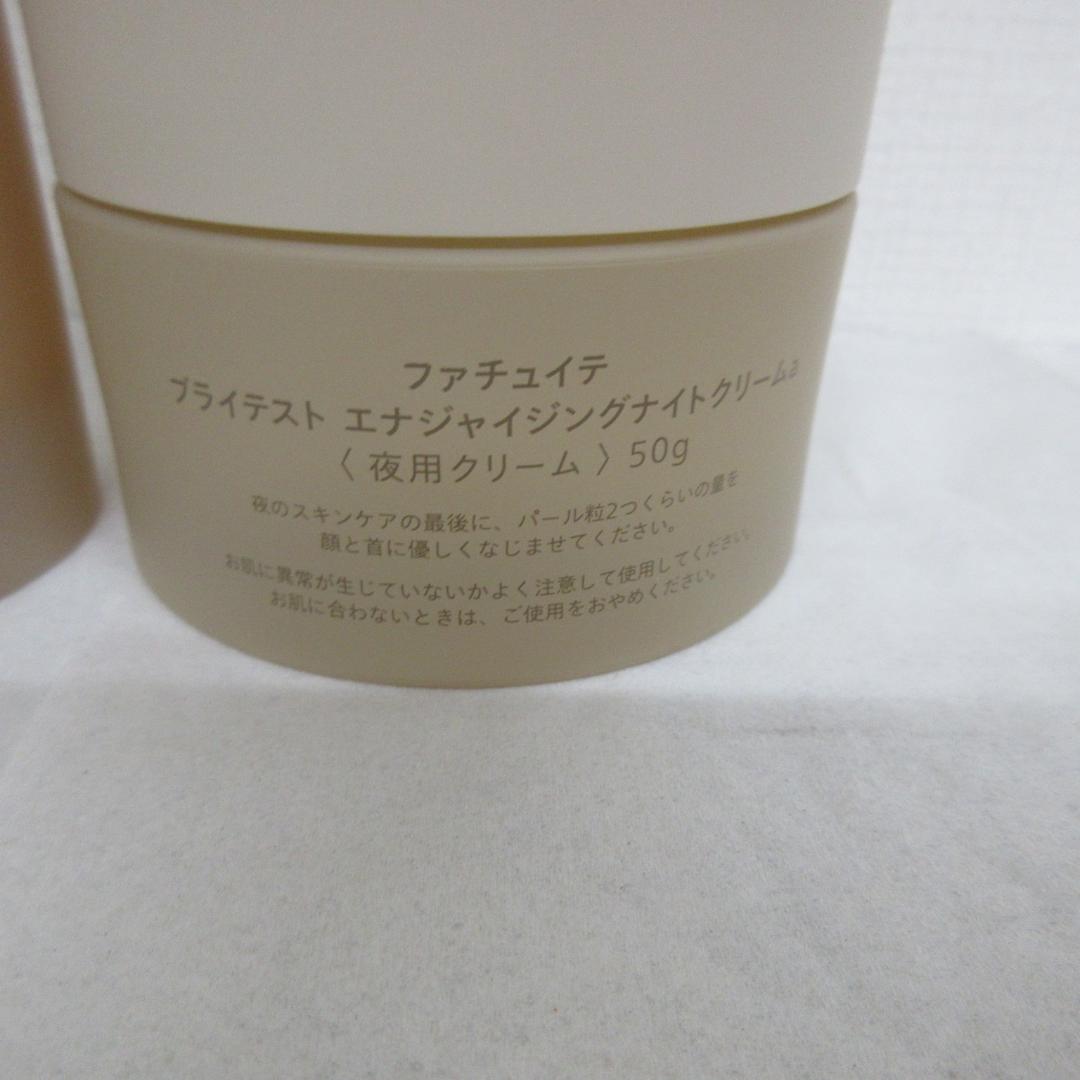 ファチュイテ
ブライテスト エナジャイジングナイトクリームa
〈 夜用クリーム 〉50g
夜のスキンケアの最後に、パール粒2つくらいの量を
顔と首に優しくなじませてください。
お肌に異常が生じていないかよく注意して使用してください。
お肌に合わないときは、ご使用をおやめください。